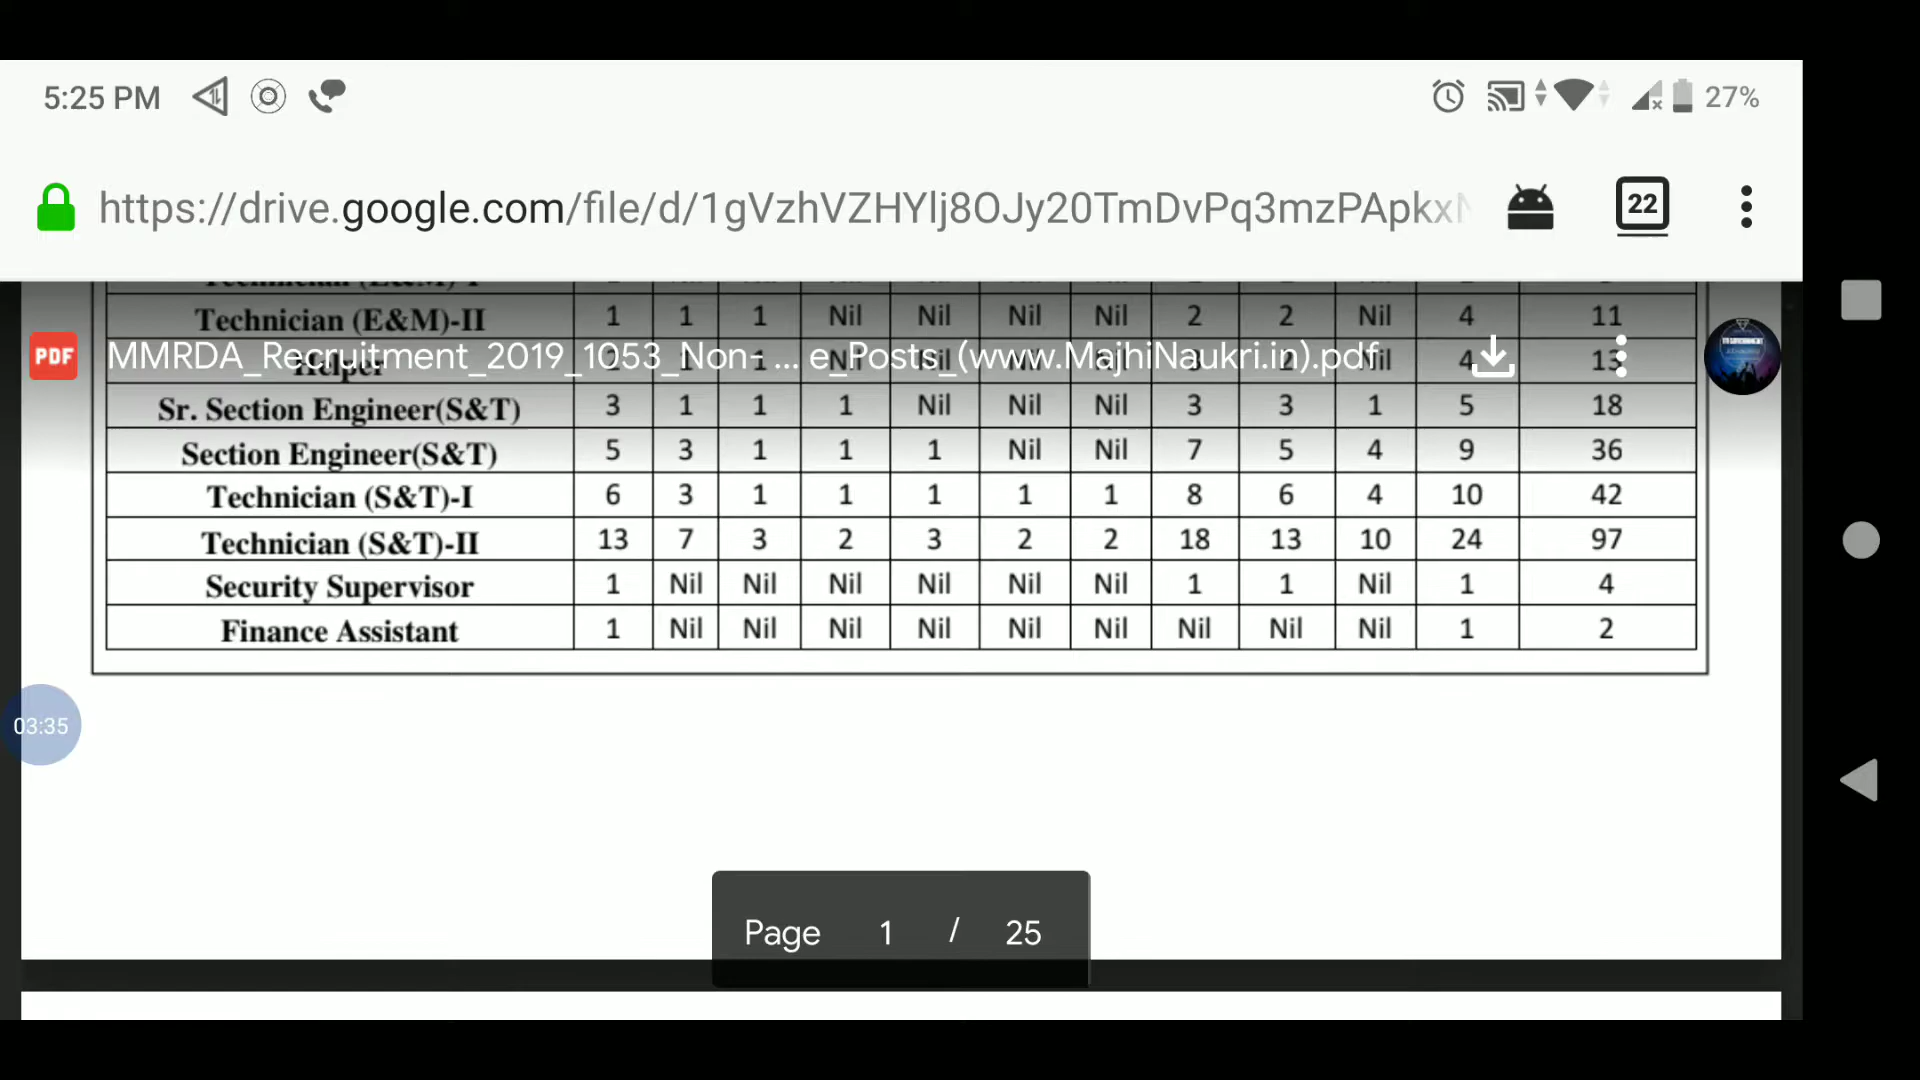 5:25 PM 27%
https://drive.google.com/file/d/1gVzhVZHYlj8OJy20TmDvPq3mzPApkx 22
Technician (E&M)-I
Technician (E&M)-II 1 1 1 Nil Nil Nil Nil 2 2 Nil 4 11
PDF MMRDA_Recruitment_2019_1053_Non- ... e_Posts_(www.MajhiNaukri.in).pdf
Helper 1 Nil 4 13
Sr. Section Engineer(S&T) 3 1 1 1 Nil Nil Nil 3 3 1 5 18
Section Engineer(S&T) 5 3 1 1 1 Nil Nil 7 5 4 9 36
Technician (S&T)-I 6 3 1 1 1 1 1 8 6 4 10 42
Technician (S&T)-II 13 7 3 2 3 2 2 18 13 10 24 97
Security Supervisor 1 Nil Nil Nil Nil Nil Nil 1 1 Nil 1 4
Finance Assistant 1 Nil Nil Nil Nil Nil Nil Nil Nil Nil 1 2
03:35
Page 1 / 25